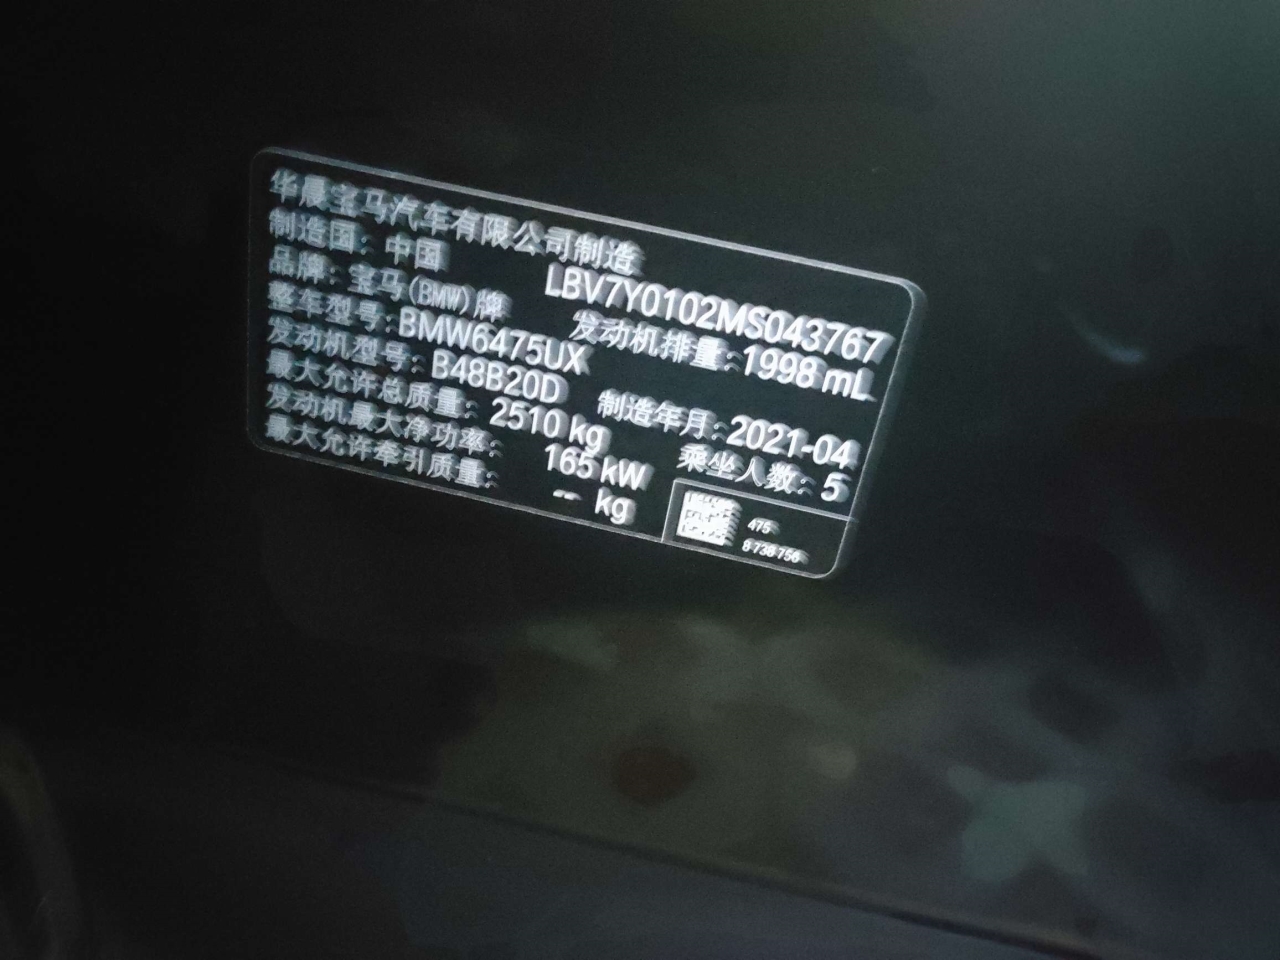 华晨宝马汽车有限公司制造
制造国：中国
LBV7Y0102MS043767
品牌：宝马(BMW)牌
发动机排量：1998 mL
整车型号：BMW6475UX
发动机型号：B48B20D
制造年月：2021-04
最大允许总质量：2510 kg
乘坐人数：5
发动机最大净功率：165 kW
最大允许牵引质量：-- kg
475
8 738 756